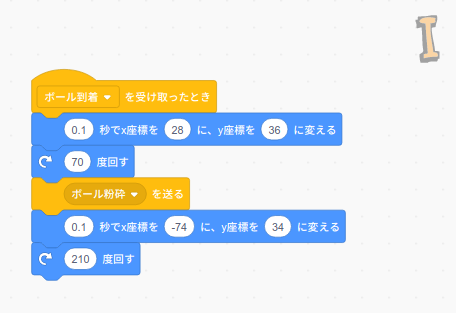 I
ボール到着 を受け取ったとき
0.1 秒でx座標を 28 に、y座標を 36 に変える
70 度回す
ボール粉砕 を送る
0.1 秒でx座標を -74 に、y座標を 34 に変える
210 度回す